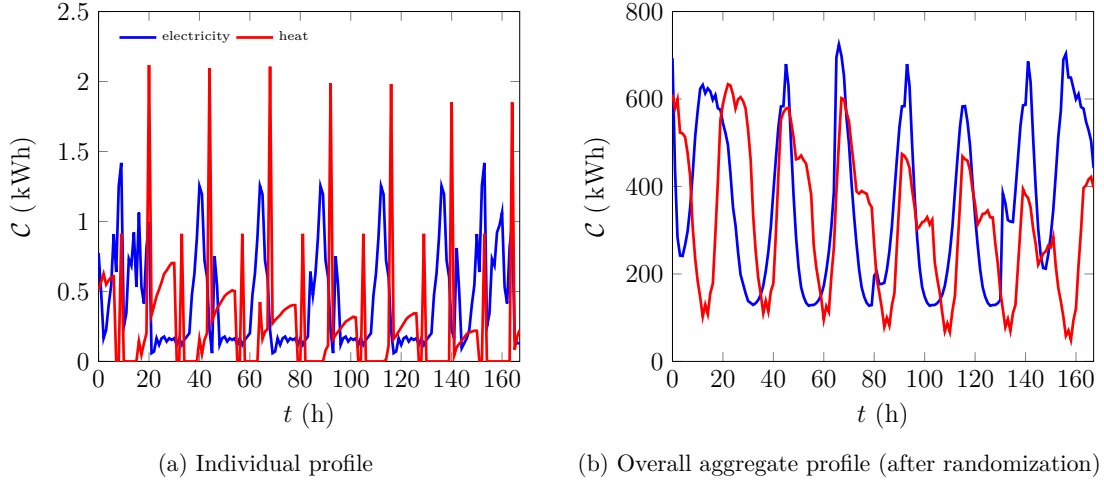 2.5
2
1.5
1
0.5
0
0 20 40 60 80 100 120 140 160
C (kWh)
t (h)
electricity heat
(a) Individual profile
800
600
400
200
0
0 20 40 60 80 100 120 140 160
C (kWh)
t (h)
(b) Overall aggregate profile (after randomization)